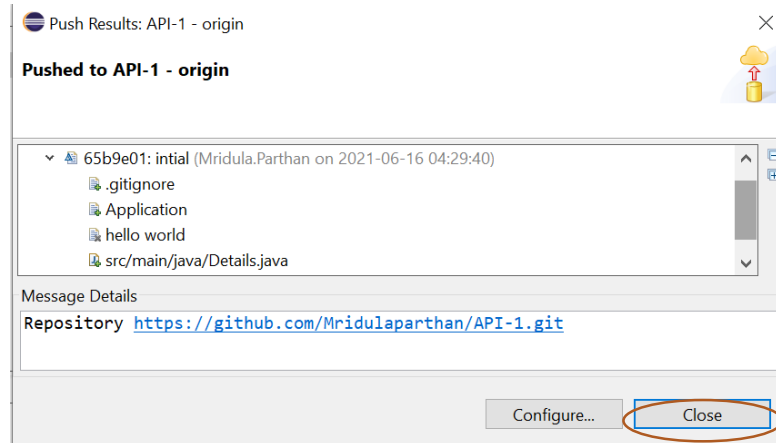 Push Results: API-1 - origin
Pushed to API-1 - origin
65b9e01: intial (Mridula.Parthan on 2021-06-16 04:29:40)
.gitignore
Application
hello world
src/main/java/Details.java
Message Details
Repository https://github.com/Mridulaparthan/API-1.git
Configure... Close